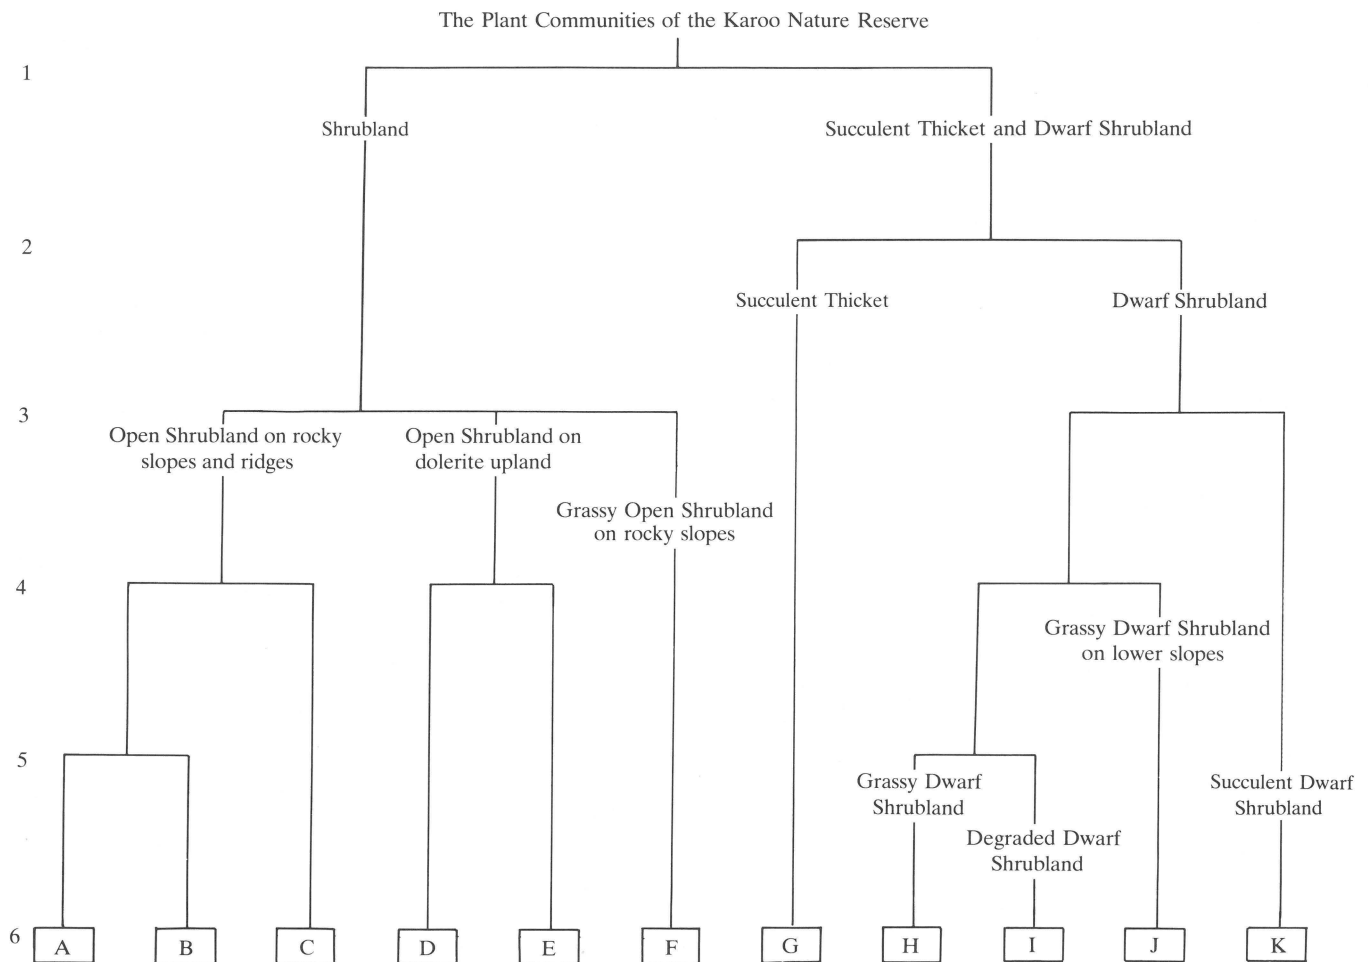 The Plant Communities of the Karoo Nature Reserve
1
Shrubland
Succulent Thicket and Dwarf Shrubland
2
Succulent Thicket
Dwarf Shrubland
3
Open Shrubland on rocky
slopes and ridges
Open Shrubland on
dolerite upland
Grassy Open Shrubland
on rocky slopes
4
Grassy Dwarf Shrubland
on lower slopes
5
Grassy Dwarf
Shrubland
Succulent Dwarf
Shrubland
Degraded Dwarf
Shrubland
6
A
B
C
D
E
F
G
H
I
J
K